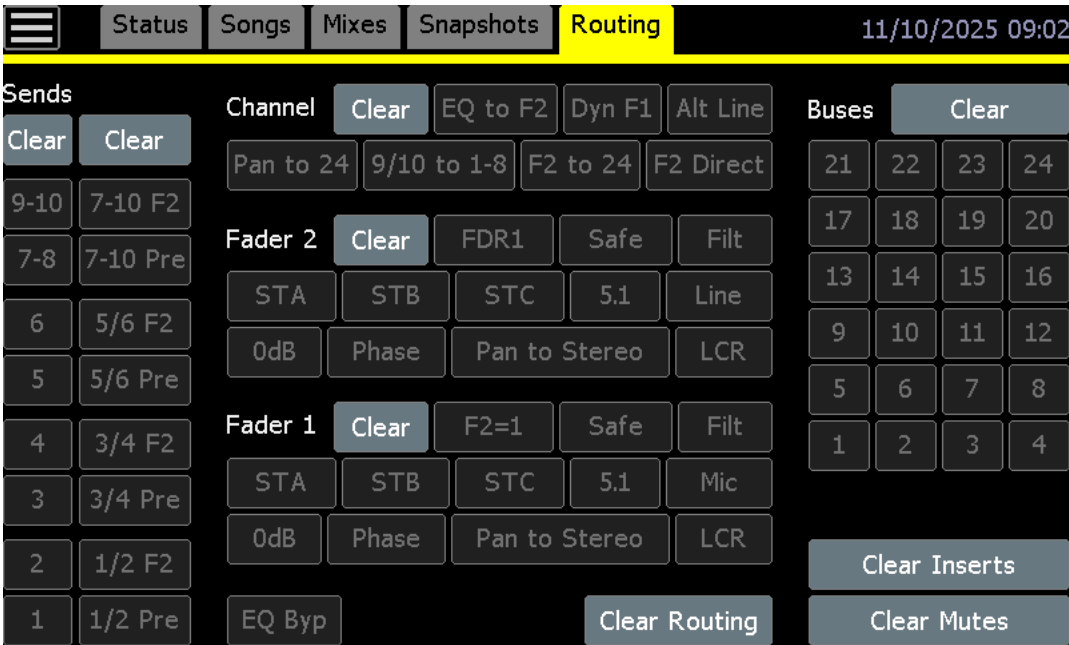 Status Songs Mixes Snapshots Routing 11/10/2025 09:02
Sends
Clear Clear
9-10 7-10 F2
7-8 7-10 Pre
6 5/6 F2
5 5/6 Pre
4 3/4 F2
3 3/4 Pre
2 1/2 F2
1 1/2 Pre
Channel Clear EQ to F2 Dyn F1 Alt Line
Pan to 24 9/10 to 1-8 F2 to 24 F2 Direct
Fader 2 Clear FDR1 Safe Filt
STA STB STC 5.1 Line
0dB Phase Pan to Stereo LCR
Fader 1 Clear F2=1 Safe Filt
STA STB STC 5.1 Mic
0dB Phase Pan to Stereo LCR
EQ Byp Clear Routing
Buses Clear
21 22 23 24
17 18 19 20
13 14 15 16
9 10 11 12
5 6 7 8
1 2 3 4
Clear Inserts
Clear Mutes